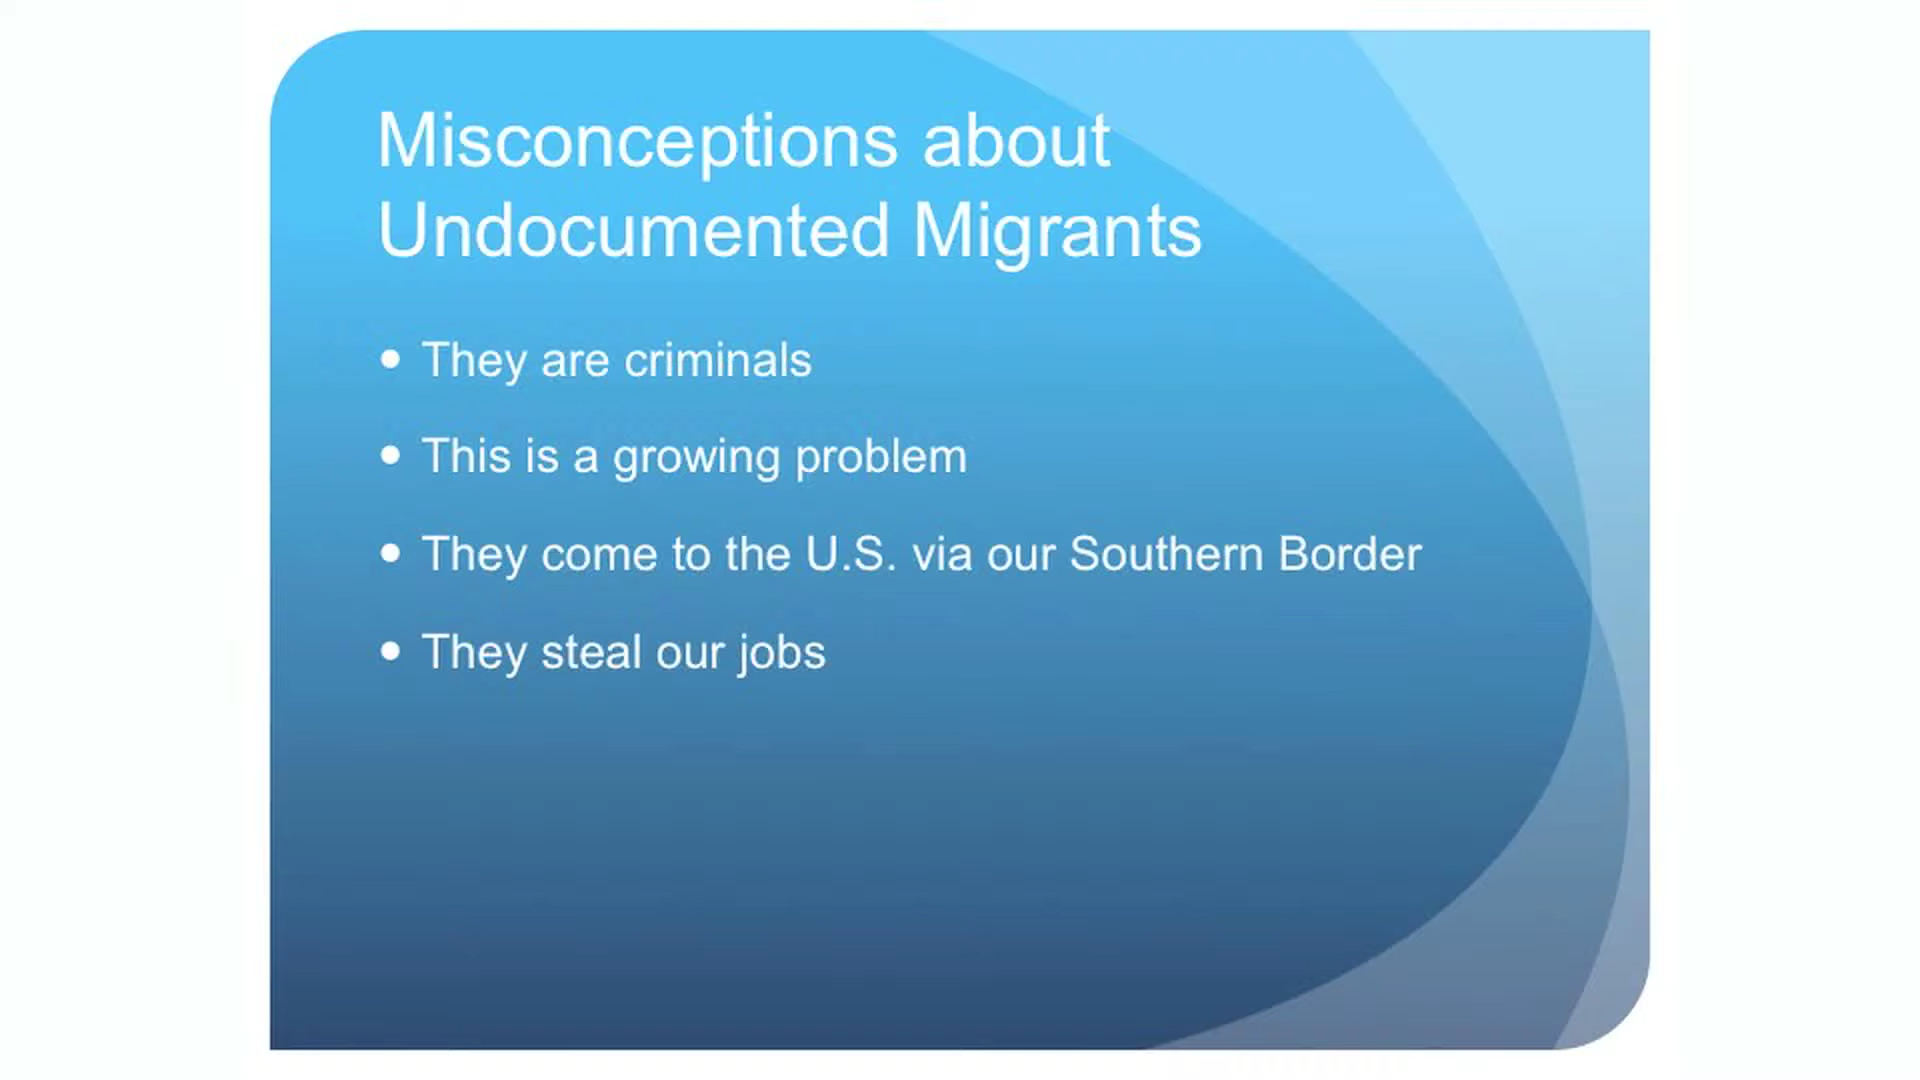 Misconceptions about
Undocumented Migrants
• They are criminals
• This is a growing problem
• They come to the U.S. via our Southern Border
• They steal our jobs